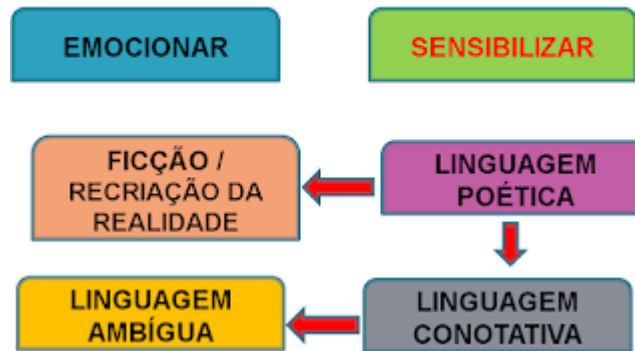 EMOCIONAR
SENSIBILIZAR
FICÇÃO /
RECRIAÇÃO DA
REALIDADE
LINGUAGEM
POÉTICA
LINGUAGEM
AMBÍGUA
LINGUAGEM
CONOTATIVA